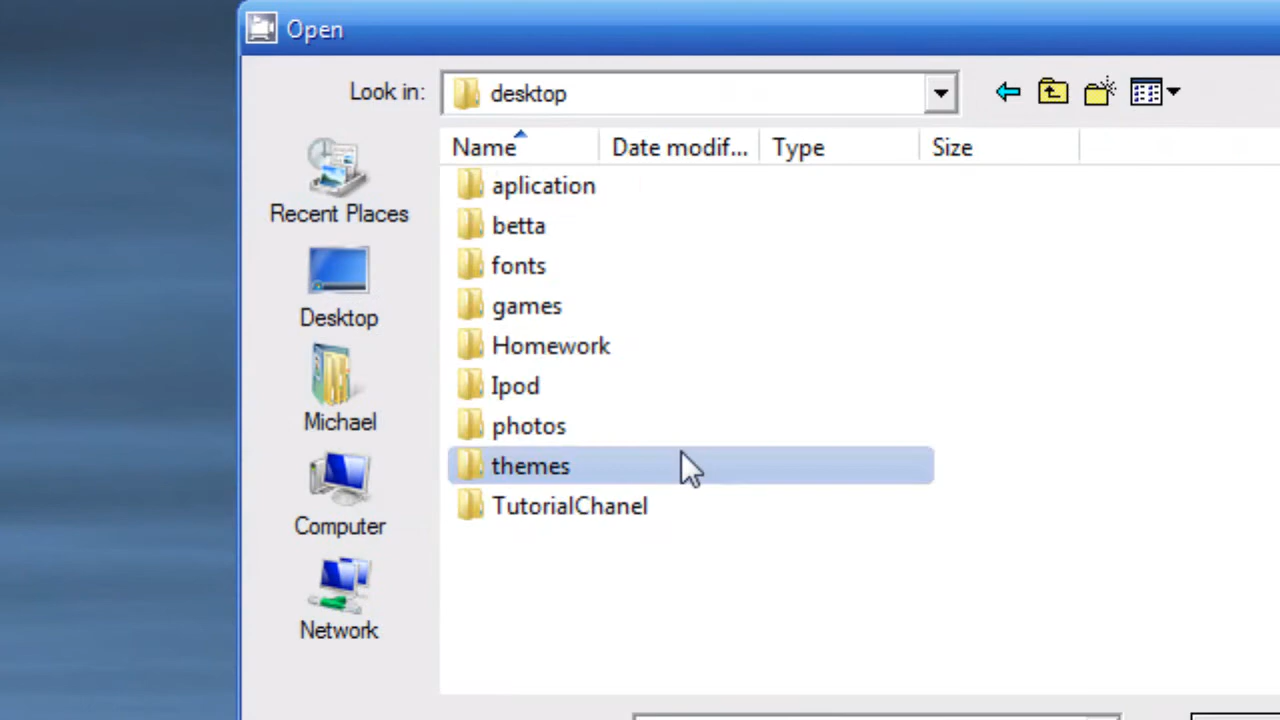 Open
Look in: desktop
Name Date modif... Type Size
Recent Places
Desktop
Michael
Computer
Network
aplication
betta
fonts
games
Homework
Ipod
photos
themes
TutorialChanel